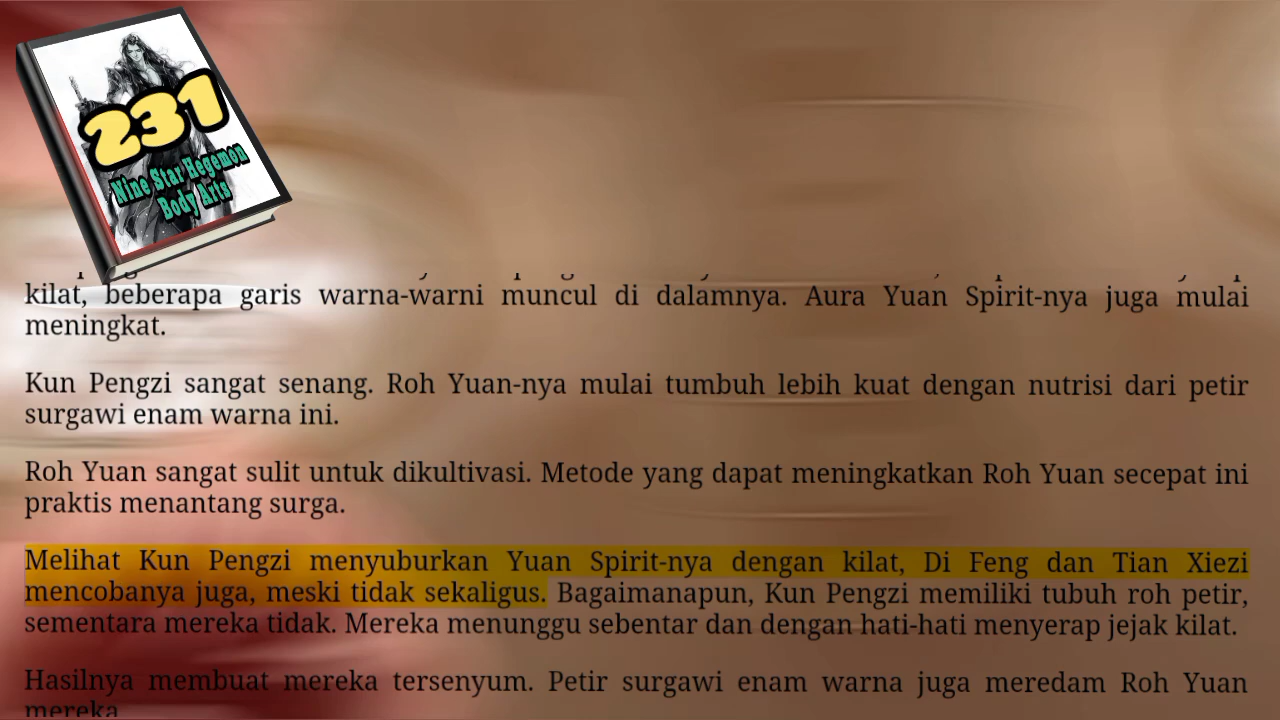 231
Nine Star Hegemon
Body Arts
kilat, beberapa garis warna-warni muncul di dalamnya. Aura Yuan Spirit-nya juga mulai
meningkat.
Kun Pengzi sangat senang. Roh Yuan-nya mulai tumbuh lebih kuat dengan nutrisi dari petir
surgawi enam warna ini.
Roh Yuan sangat sulit untuk dikultivasi. Metode yang dapat meningkatkan Roh Yuan secepat ini
praktis menantang surga.
Melihat Kun Pengzi menyuburkan Yuan Spirit-nya dengan kilat, Di Feng dan Tian Xiezi
mencobanya juga, meski tidak sekaligus. Bagaimanapun, Kun Pengzi memiliki tubuh roh petir,
sementara mereka tidak. Mereka menunggu sebentar dan dengan hati-hati menyerap jejak kilat.
Hasilnya membuat mereka tersenyum. Petir surgawi enam warna juga meredam Roh Yuan
mereka